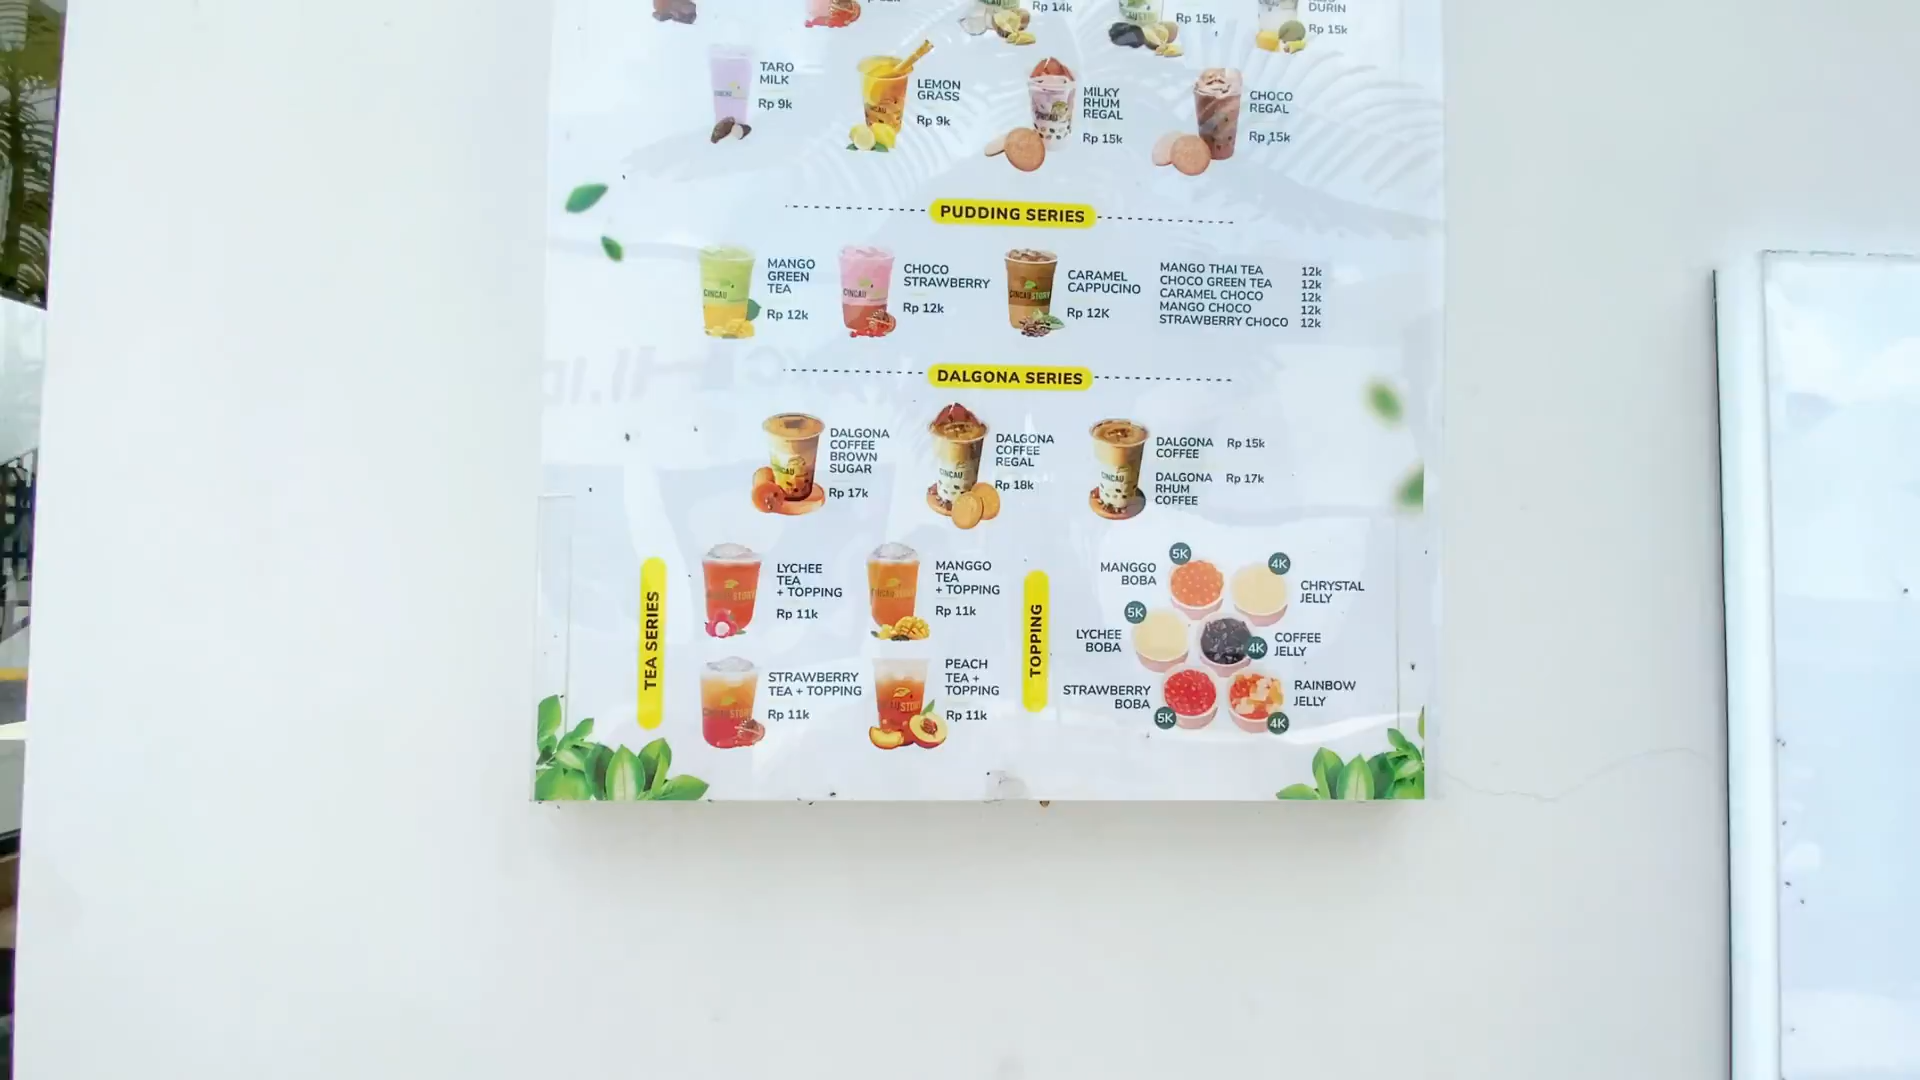 Rp 14k
Rp 15k
DURIN
Rp 15k
TARO
MILK
Rp 9k
LEMON
GRASS
Rp 9k
MILKY
RHUM
REGAL
Rp 15k
CHOCO
REGAL
Rp 15k
PUDDING SERIES
MANGO
GREEN
TEA
Rp 12k
CHOCO
STRAWBERRY
Rp 12k
CARAMEL
CAPPUCINO
Rp 12K
MANGO THAI TEA 12k
CHOCO GREEN TEA 12k
CARAMEL CHOCO 12k
MANGO CHOCO 12k
STRAWBERRY CHOCO 12k
DALGONA SERIES
DALGONA
COFFEE
BROWN
SUGAR
Rp 17k
DALGONA
COFFEE
REGAL
Rp 18k
DALGONA Rp 15k
COFFEE
DALGONA Rp 17k
RHUM
COFFEE
TEA SERIES
LYCHEE
TEA
+ TOPPING
Rp 11k
MANGGO
TEA
+ TOPPING
Rp 11k
STRAWBERRY
TEA + TOPPING
Rp 11k
PEACH
TEA +
TOPPING
Rp 11k
TOPPING
MANGGO
BOBA
5K
4K
CHRYSTAL
JELLY
LYCHEE
BOBA
5K
4K
COFFEE
JELLY
STRAWBERRY
BOBA
5K
4K
RAINBOW
JELLY